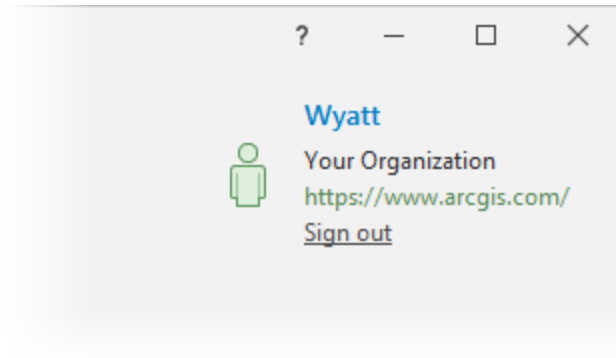 ?
Wyatt
Your Organization
https://www.arcgis.com/
Sign out